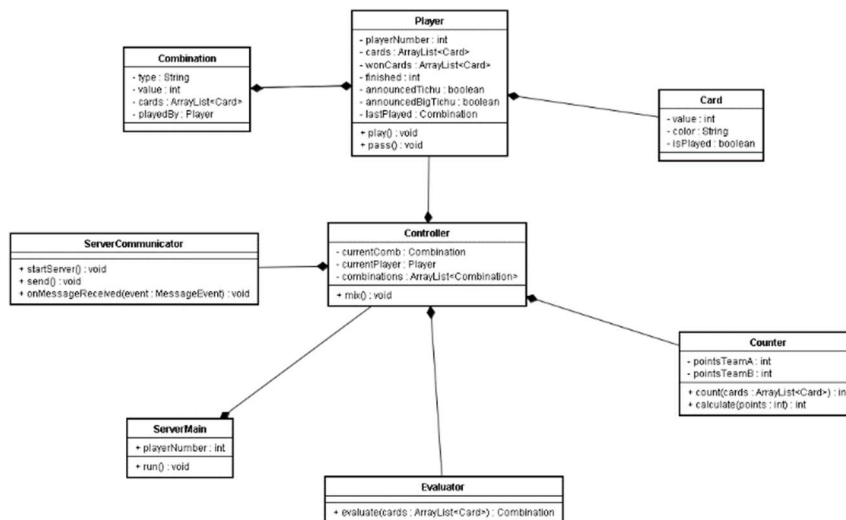 Player
- playerNumber : int
- cards : ArrayList<Card>
- wonCards : ArrayList<Card>
- finished : int
- announcedTichu : boolean
- announcedBigTichu : boolean
- lastPlayed : Combination
+ play() : void
+ pass() : void
Combination
- type : String
- value : int
- cards : ArrayList<Card>
- playedBy : Player
Card
- value : int
- color : String
- isPlayed : boolean
Controller
- currentComb : Combination
- currentPlayer : Player
- combinations : ArrayList<Combination>
+ mix() : void
ServerCommunicator
+ startServer() : void
+ send() : void
+ onMessageReceived(event : MessageEvent) : void
Counter
- pointsTeamA : int
- pointsTeamB : int
+ count(cards : ArrayList<Card>) : in
+ calculate(points : int) : int
ServerMain
+ playerNumber : int
+ run() : void
Evaluator
+ evaluate(cards : ArrayList<Card>) : Combination